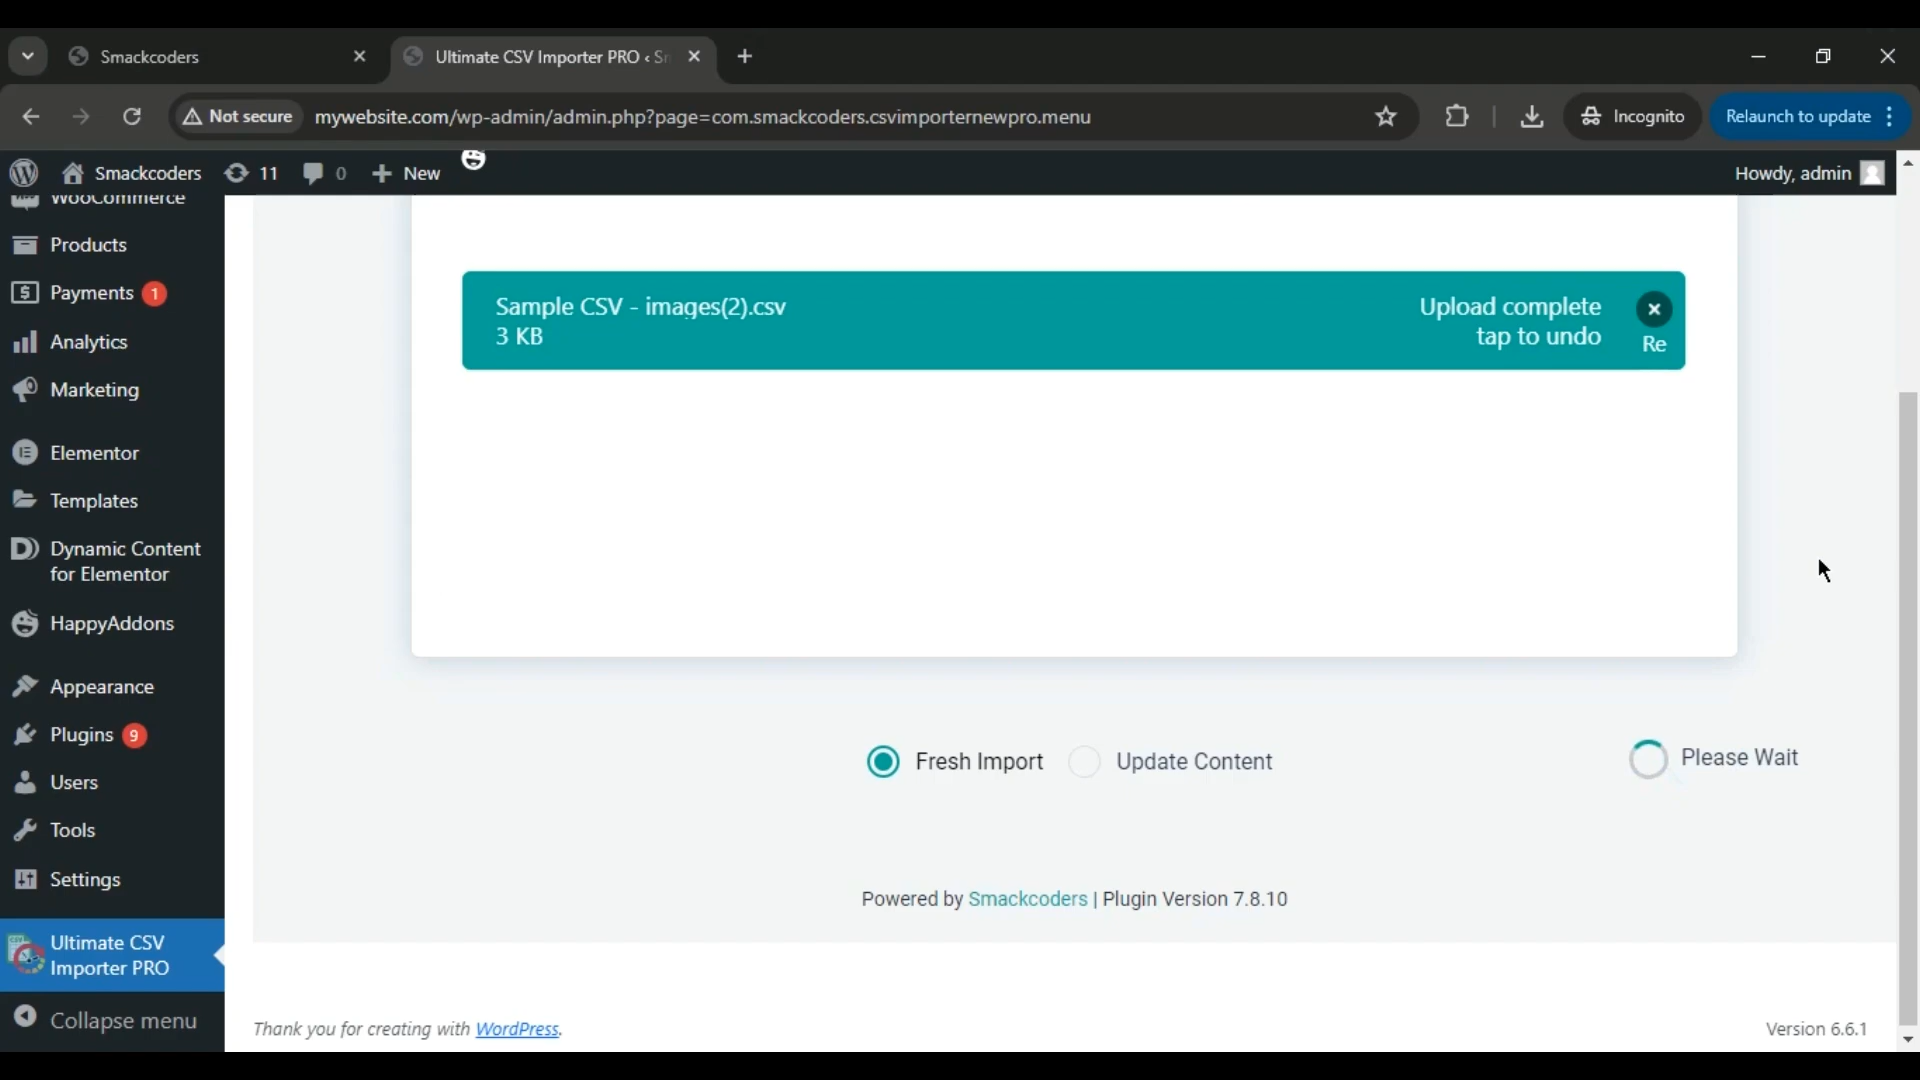 Smackcoders
Ultimate CSV Importer PRO ‹ Sm
Not secure
mywebsite.com/wp-admin/admin.php?page=com.smackcoders.csvimporternewpro.menu
Incognito
Relaunch to update
Smackcoders
11
0
New
Howdy, admin
WooCommerce
Products
Payments 1
Analytics
Marketing
Elementor
Templates
Dynamic Content
for Elementor
HappyAddons
Appearance
Plugins 9
Users
Tools
Settings
Ultimate CSV
Importer PRO
Collapse menu
Sample CSV - images(2).csv
3 KB
Upload complete
tap to undo
Re
Fresh Import
Update Content
Please Wait
Powered by Smackcoders | Plugin Version 7.8.10
Thank you for creating with WordPress.
Version 6.6.1